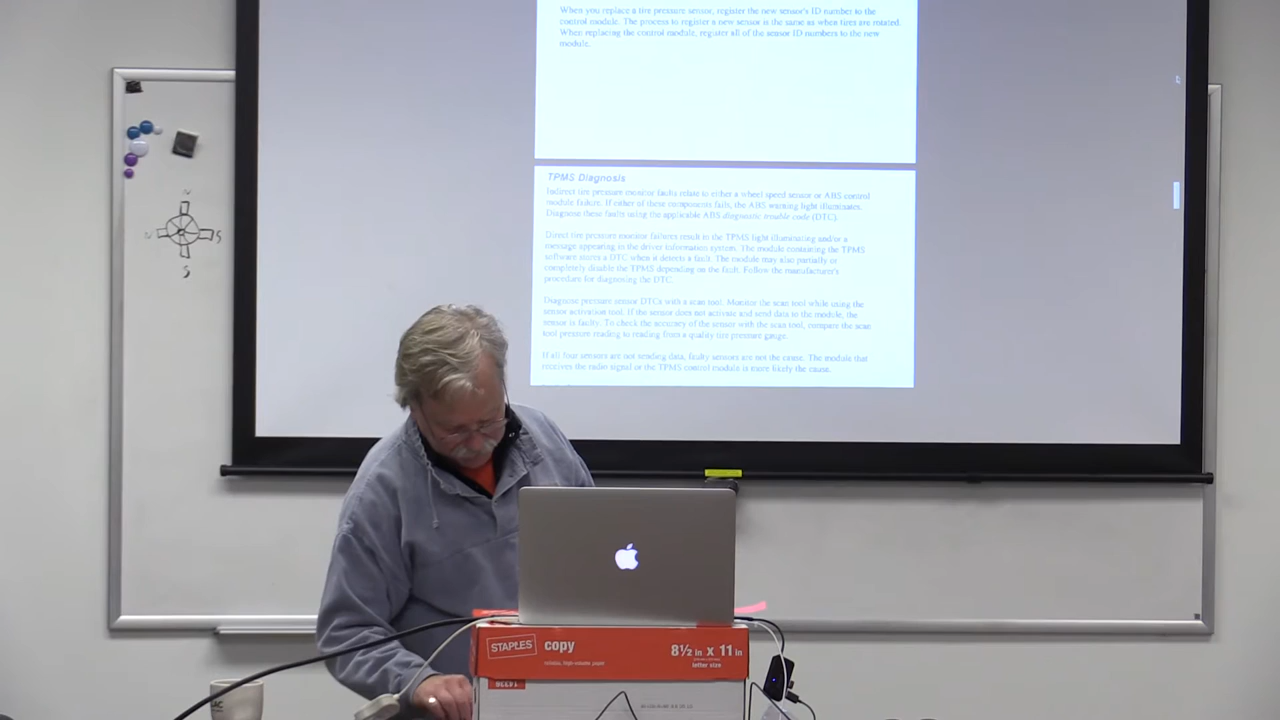 When you replace a tire pressure sensor, register the new sensor's ID number to the
control module. The process to register a new sensor is the same as when tires are rotated.
When replacing the control module, register all of the sensor ID numbers to the new
module.
TPMS Diagnosis
Indirect tire pressure monitor faults relate to either a wheel speed sensor or ABS control
module failure. If either of these components fails, the ABS warning light illuminates.
Diagnose these faults using the applicable ABS diagnostic trouble code (DTC).
Direct tire pressure monitor failures result in the TPMS light illuminating and/or a
message appearing in the driver information system. The module containing the TPMS
software stores a DTC when it detects a fault. The module may also partially or
completely disable the TPMS depending on the fault. Follow the manufacturer's
procedure for diagnosing the DTC.
Diagnose pressure sensor DTCs with a scan tool. Monitor the scan tool while using the
sensor activation tool. If the sensor does not activate and send data to the module, the
sensor is faulty. To check the accuracy of the sensor with the scan tool, compare the scan
tool pressure reading to reading from a quality tire pressure gauge.
If all four sensors are not sending data, faulty sensors are not the cause. The module that
receives the radio signal or the TPMS control module is more likely the cause.
N
N S
S
STAPLES copy 8½ in x 11 in
letter size